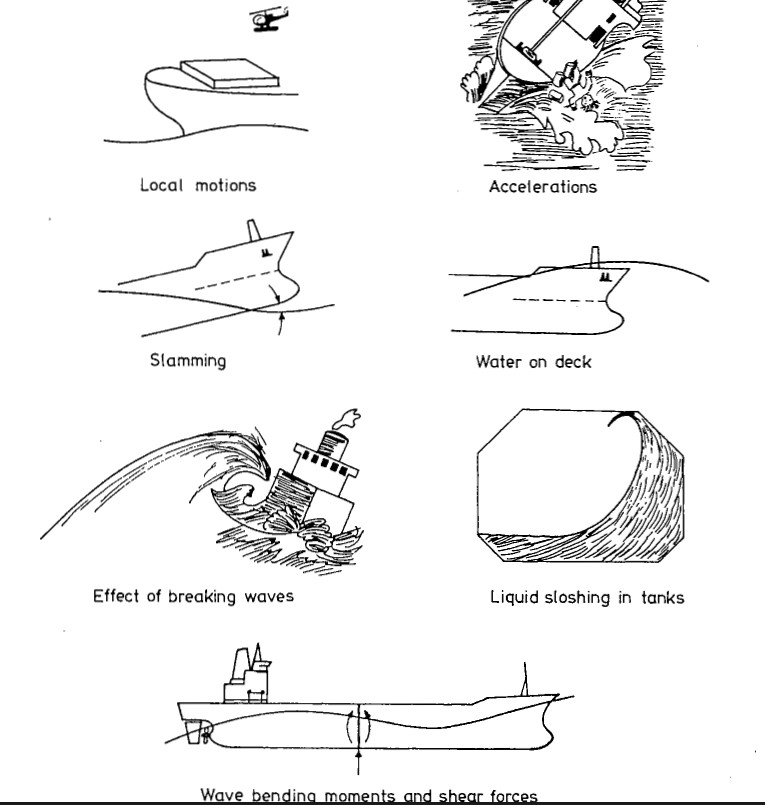 Local motions
Accelerations
Slamming
Water on deck
Effect of breaking waves
Liquid sloshing in tanks
Wave bending moments and shear forces